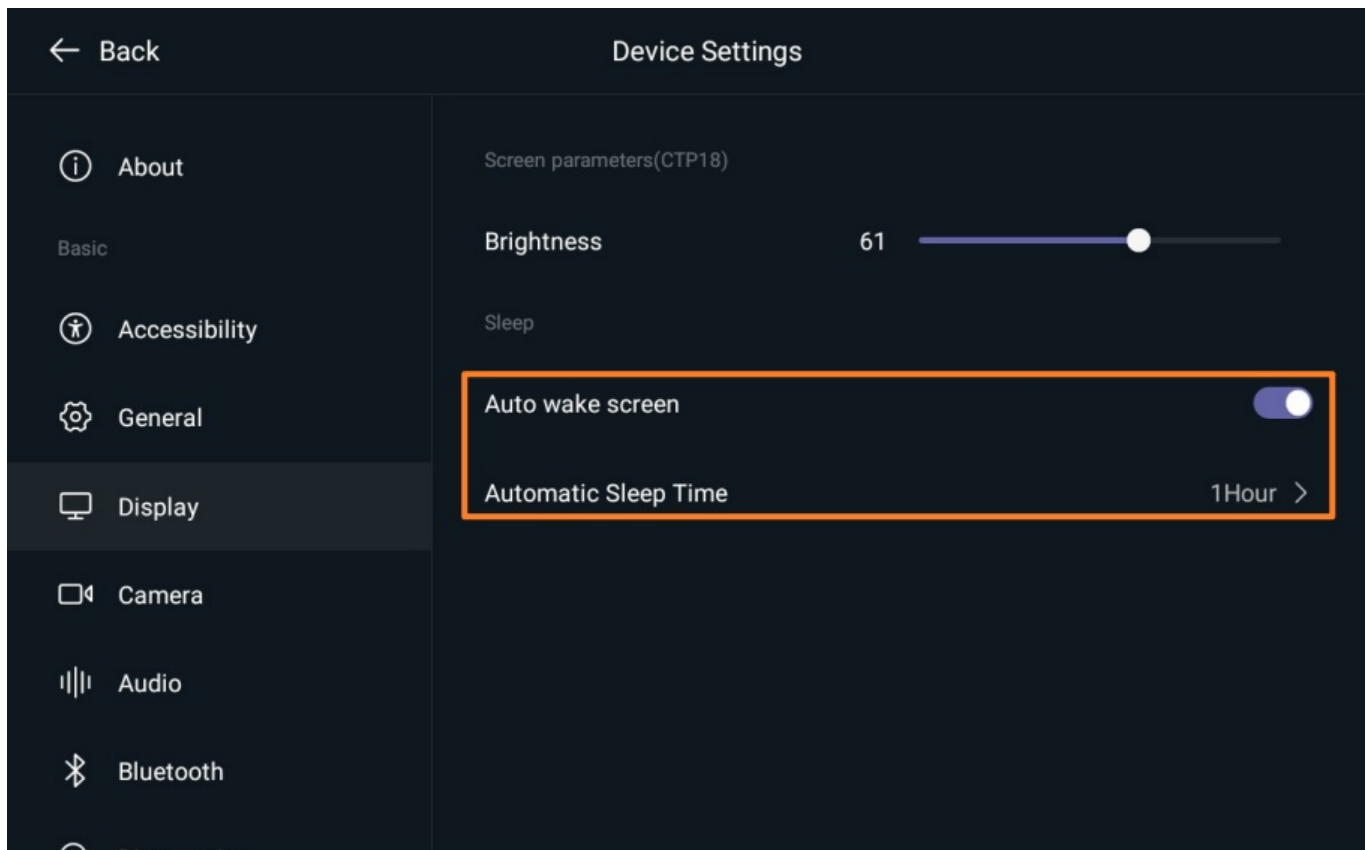 Back
Device Settings
About
Basic
Accessibility
General
Display
Camera
Audio
Bluetooth
Screen parameters(CTP18)
Brightness 61
Sleep
Auto wake screen
Automatic Sleep Time 1Hour